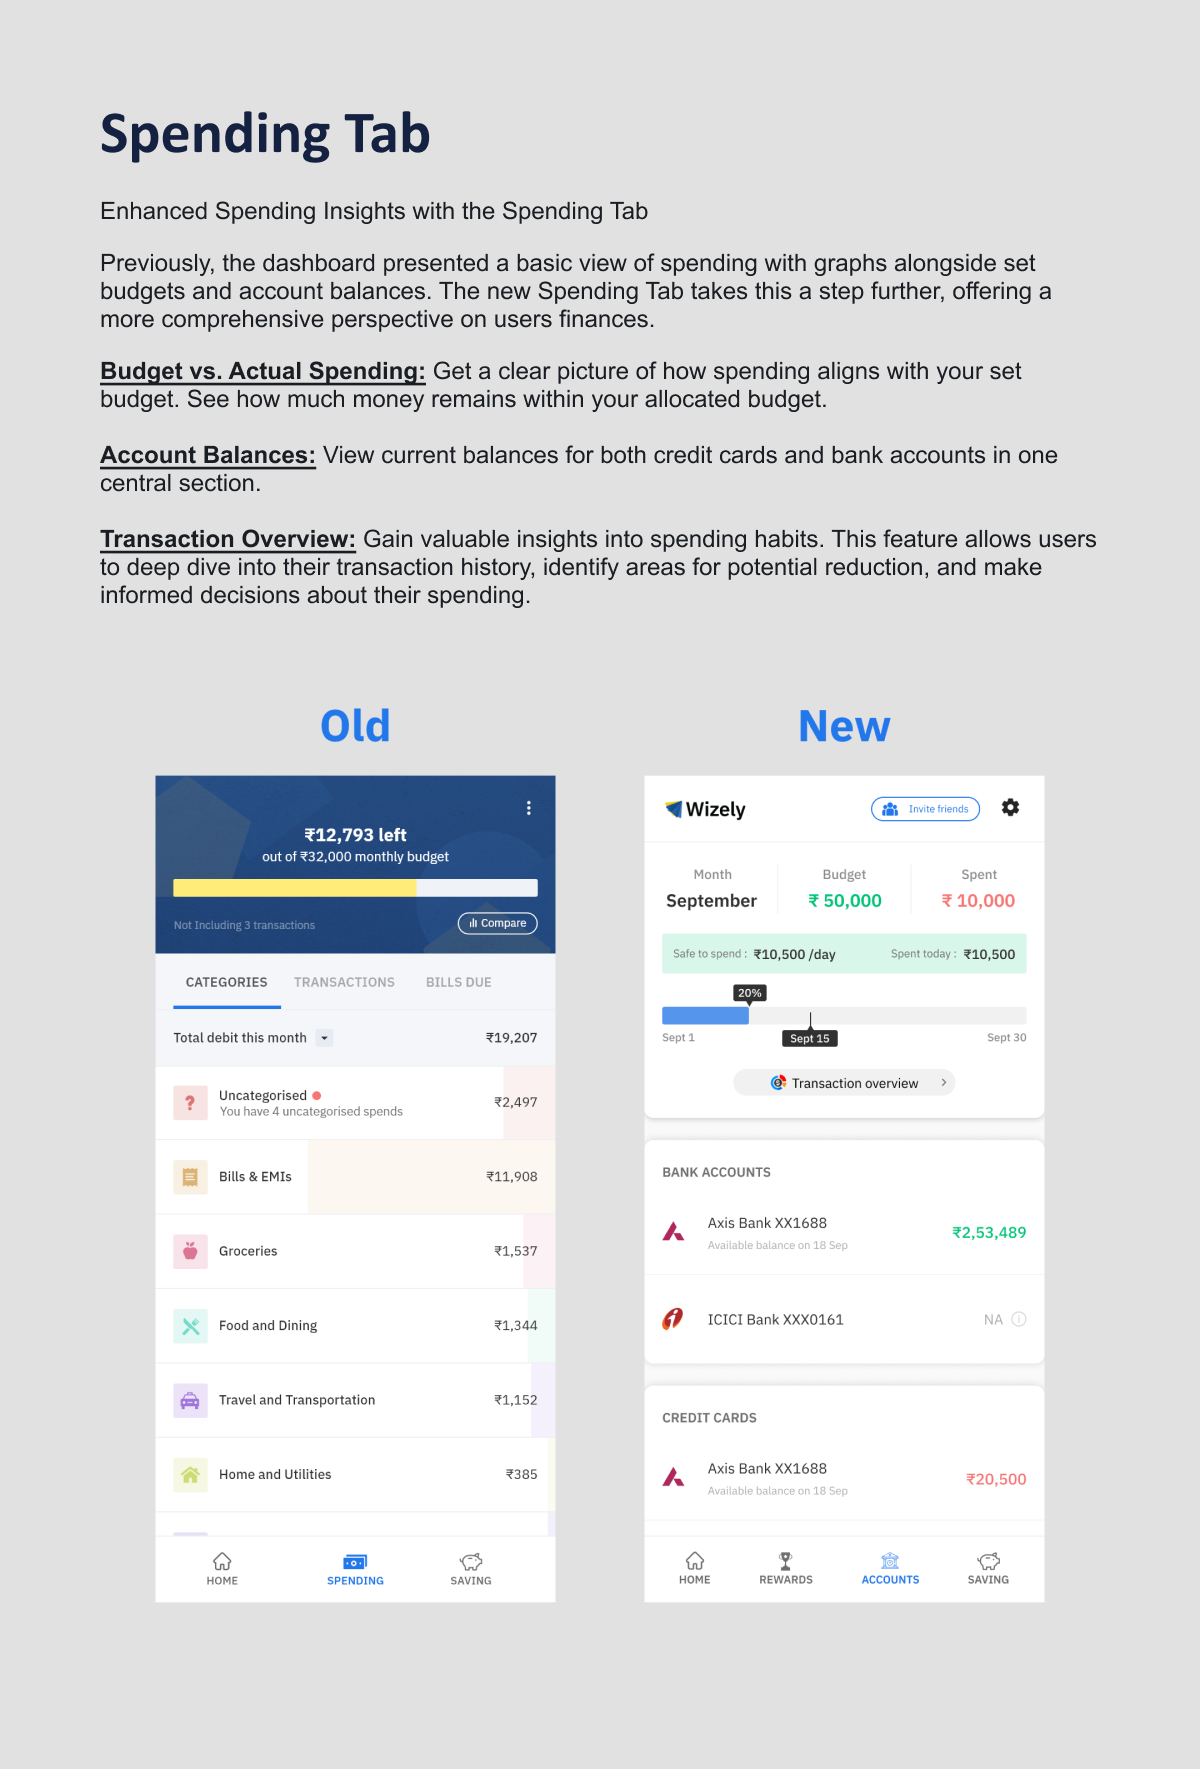 Spending Tab
Enhanced Spending Insights with the Spending Tab
Previously, the dashboard presented a basic view of spending with graphs alongside set
budgets and account balances. The new Spending Tab takes this a step further, offering a
more comprehensive perspective on users finances.
Budget vs. Actual Spending: Get a clear picture of how spending aligns with your set
budget. See how much money remains within your allocated budget.
Account Balances: View current balances for both credit cards and bank accounts in one
central section.
Transaction Overview: Gain valuable insights into spending habits. This feature allows users
to deep dive into their transaction history, identify areas for potential reduction, and make
informed decisions about their spending.
Old
₹12,793 left
out of ₹32,000 monthly budget
Not Including 3 transactions
Compare
CATEGORIES TRANSACTIONS BILLS DUE
Total debit this month ₹19,207
Uncategorised
You have 4 uncategorised spends
₹2,497
Bills & EMIs ₹11,908
Groceries ₹1,537
Food and Dining ₹1,344
Travel and Transportation ₹1,152
Home and Utilities ₹385
HOME SPENDING SAVING
New
Wizely
Invite friends
Month Budget Spent
September ₹ 50,000 ₹ 10,000
Safe to spend : ₹10,500 /day Spent today : ₹10,500
20%
Sept 1 Sept 15 Sept 30
Transaction overview
BANK ACCOUNTS
Axis Bank XX1688
Available balance on 18 Sep
₹2,53,489
ICICI Bank XXX0161 NA
CREDIT CARDS
Axis Bank XX1688
Available balance on 18 Sep
₹20,500
HOME REWARDS ACCOUNTS SAVING